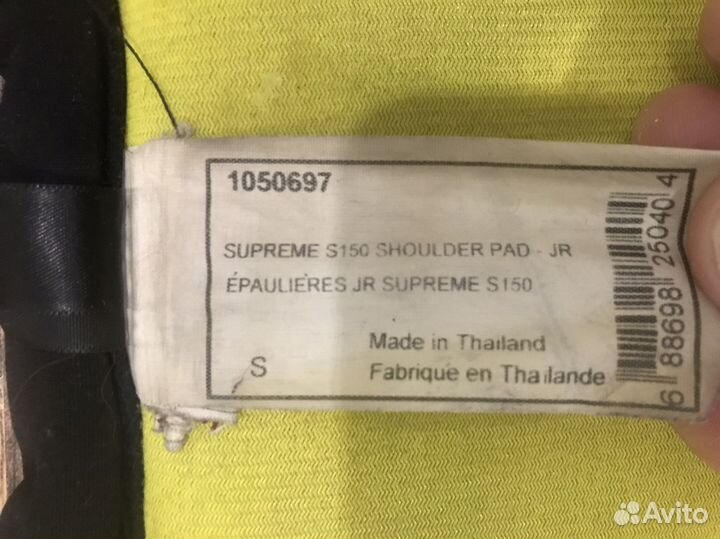 1050697
SUPREME S150 SHOULDER PAD - JR
ÉPAULIÈRES JR SUPREME S150
S
Made in Thailand
Fabrique en Thailande
6 88698 25040 4
Avito